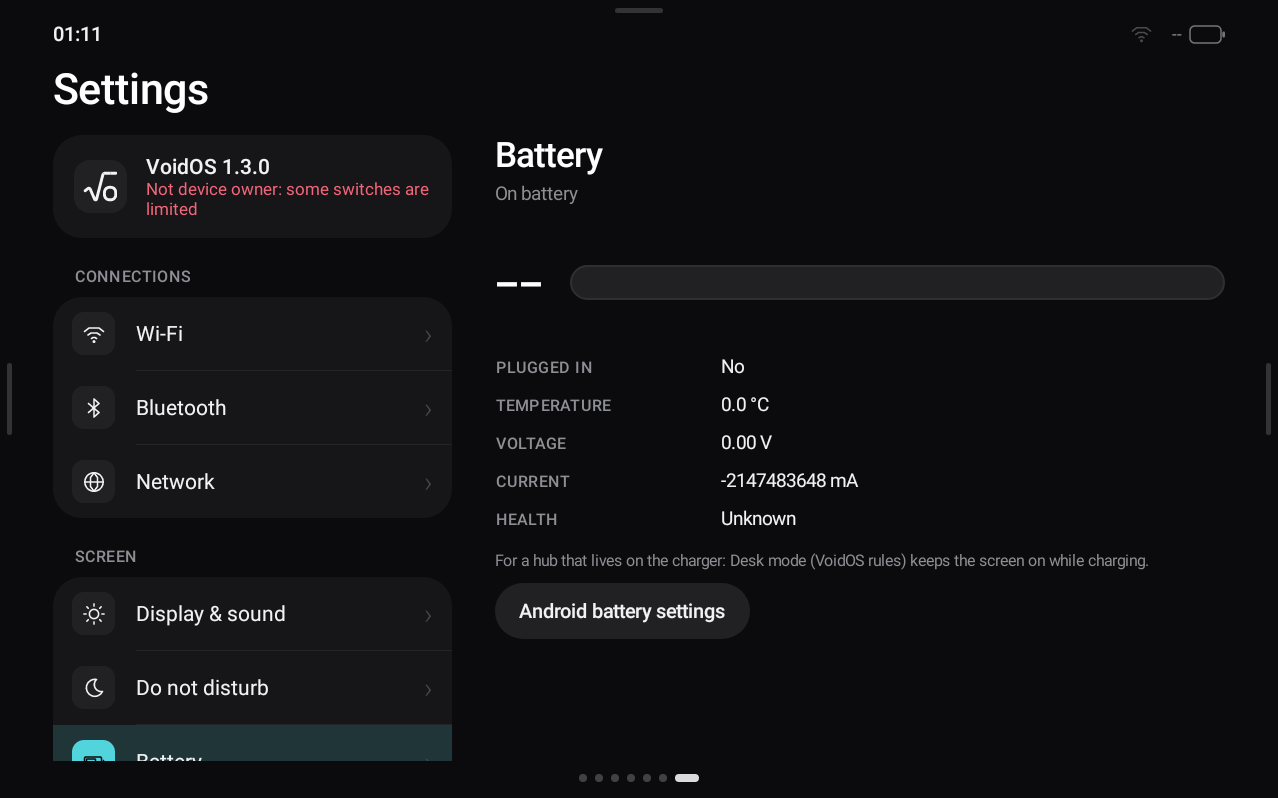 01:11
--
Settings
VoidOS 1.3.0
Not device owner: some switches are
limited
CONNECTIONS
Wi-Fi
Bluetooth
Network
SCREEN
Display & sound
Do not disturb
Battery
Battery
On battery
--
PLUGGED IN No
TEMPERATURE 0.0 °C
VOLTAGE 0.00 V
CURRENT -2147483648 mA
HEALTH Unknown
For a hub that lives on the charger: Desk mode (VoidOS rules) keeps the screen on while charging.
Android battery settings